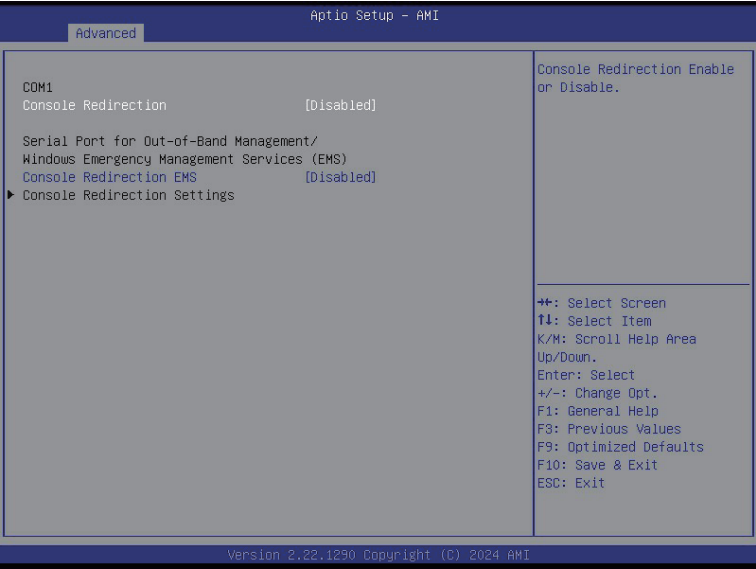 Aptio Setup – AMI
Advanced
COM1
Console Redirection [Disabled]
Serial Port for Out-of-Band Management/
Windows Emergency Management Services (EMS)
Console Redirection EMS [Disabled]
▶ Console Redirection Settings
Console Redirection Enable
or Disable.
→←: Select Screen
↑↓: Select Item
K/M: Scroll Help Area
Up/Down.
Enter: Select
+/-: Change Opt.
F1: General Help
F3: Previous Values
F9: Optimized Defaults
F10: Save & Exit
ESC: Exit
Version 2.22.1290 Copyright (C) 2024 AMI